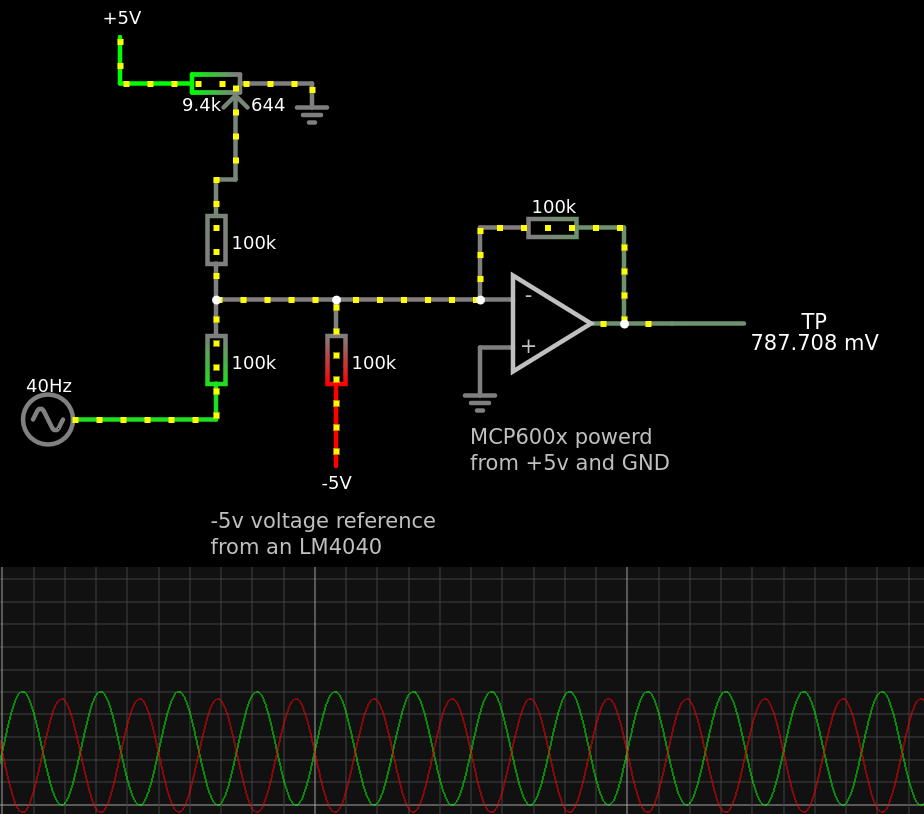 +5V
9.4k
644
100k
100k
-
+
TP
787.708 mV
100k
100k
40Hz
MCP600x powerd
from +5v and GND
-5V
-5v voltage reference
from an LM4040